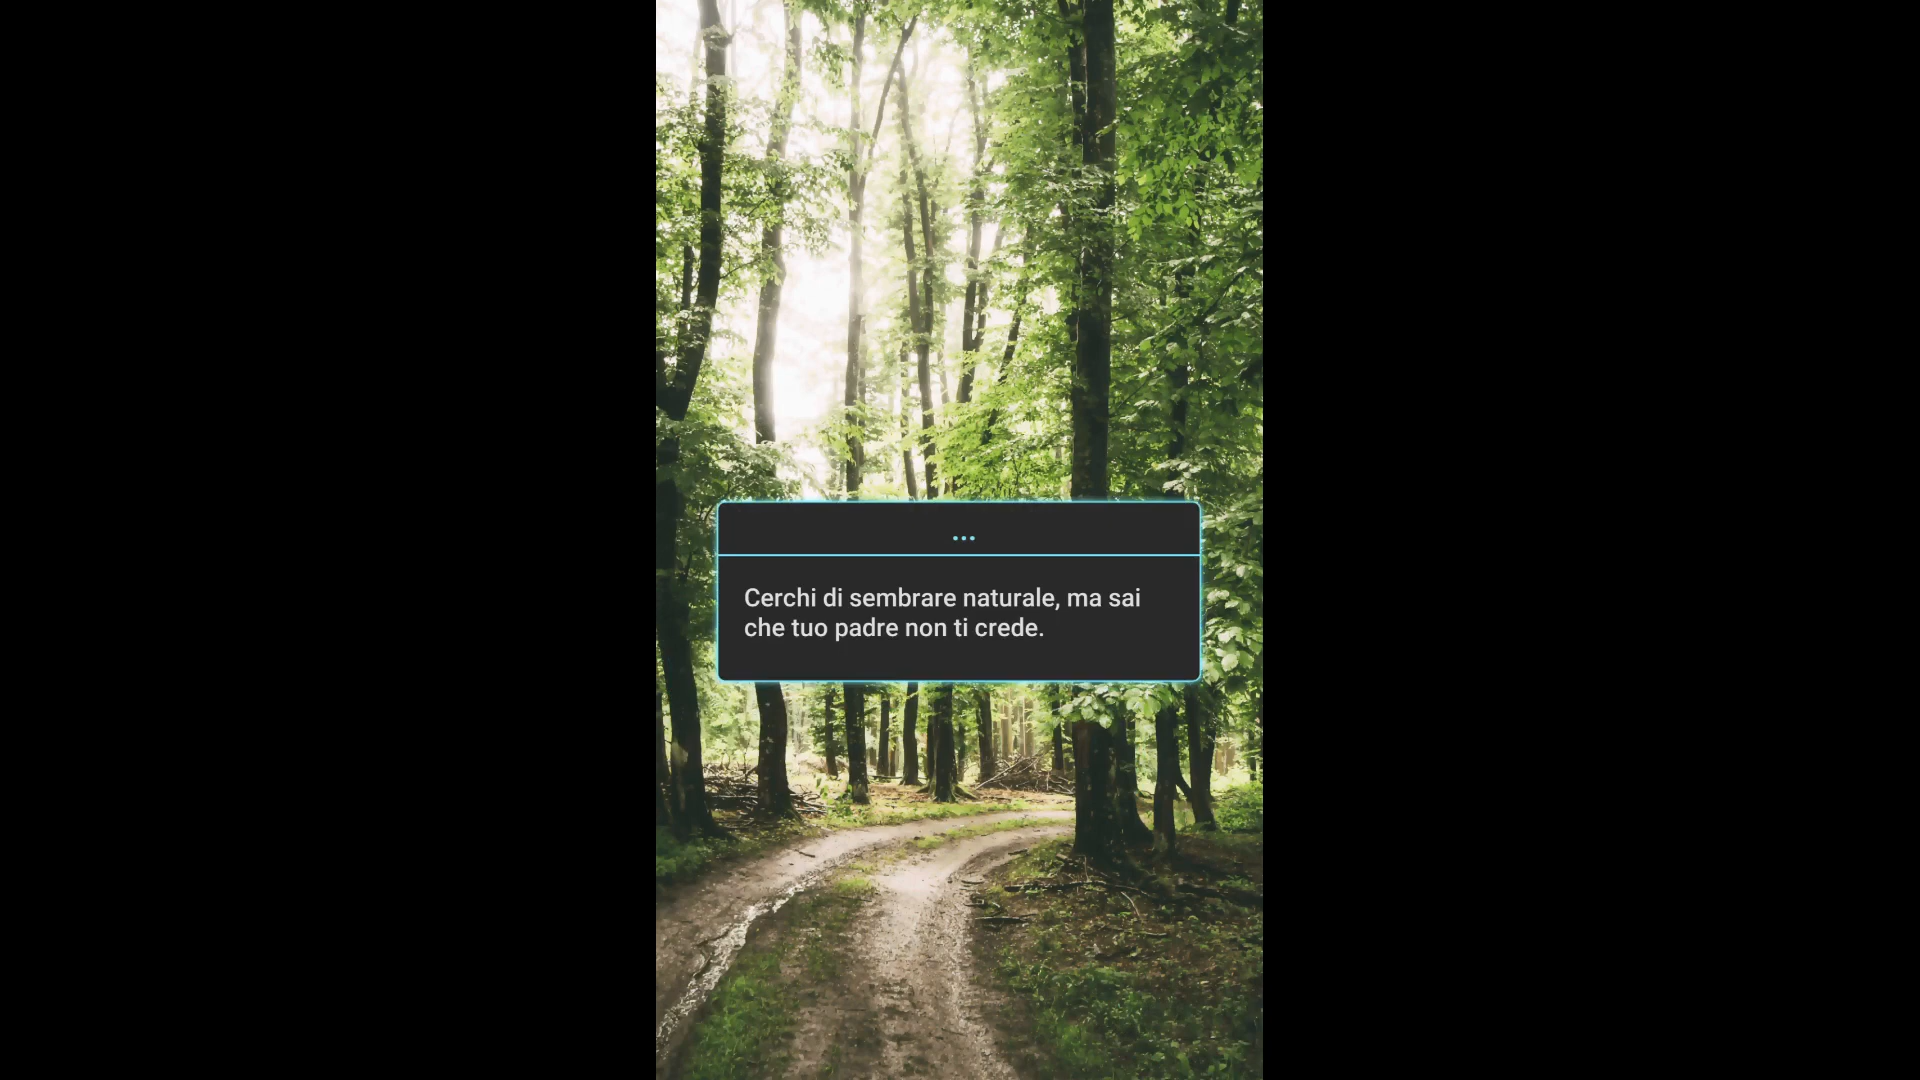 ...
Cerchi di sembrare naturale, ma sai
che tuo padre non ti crede.